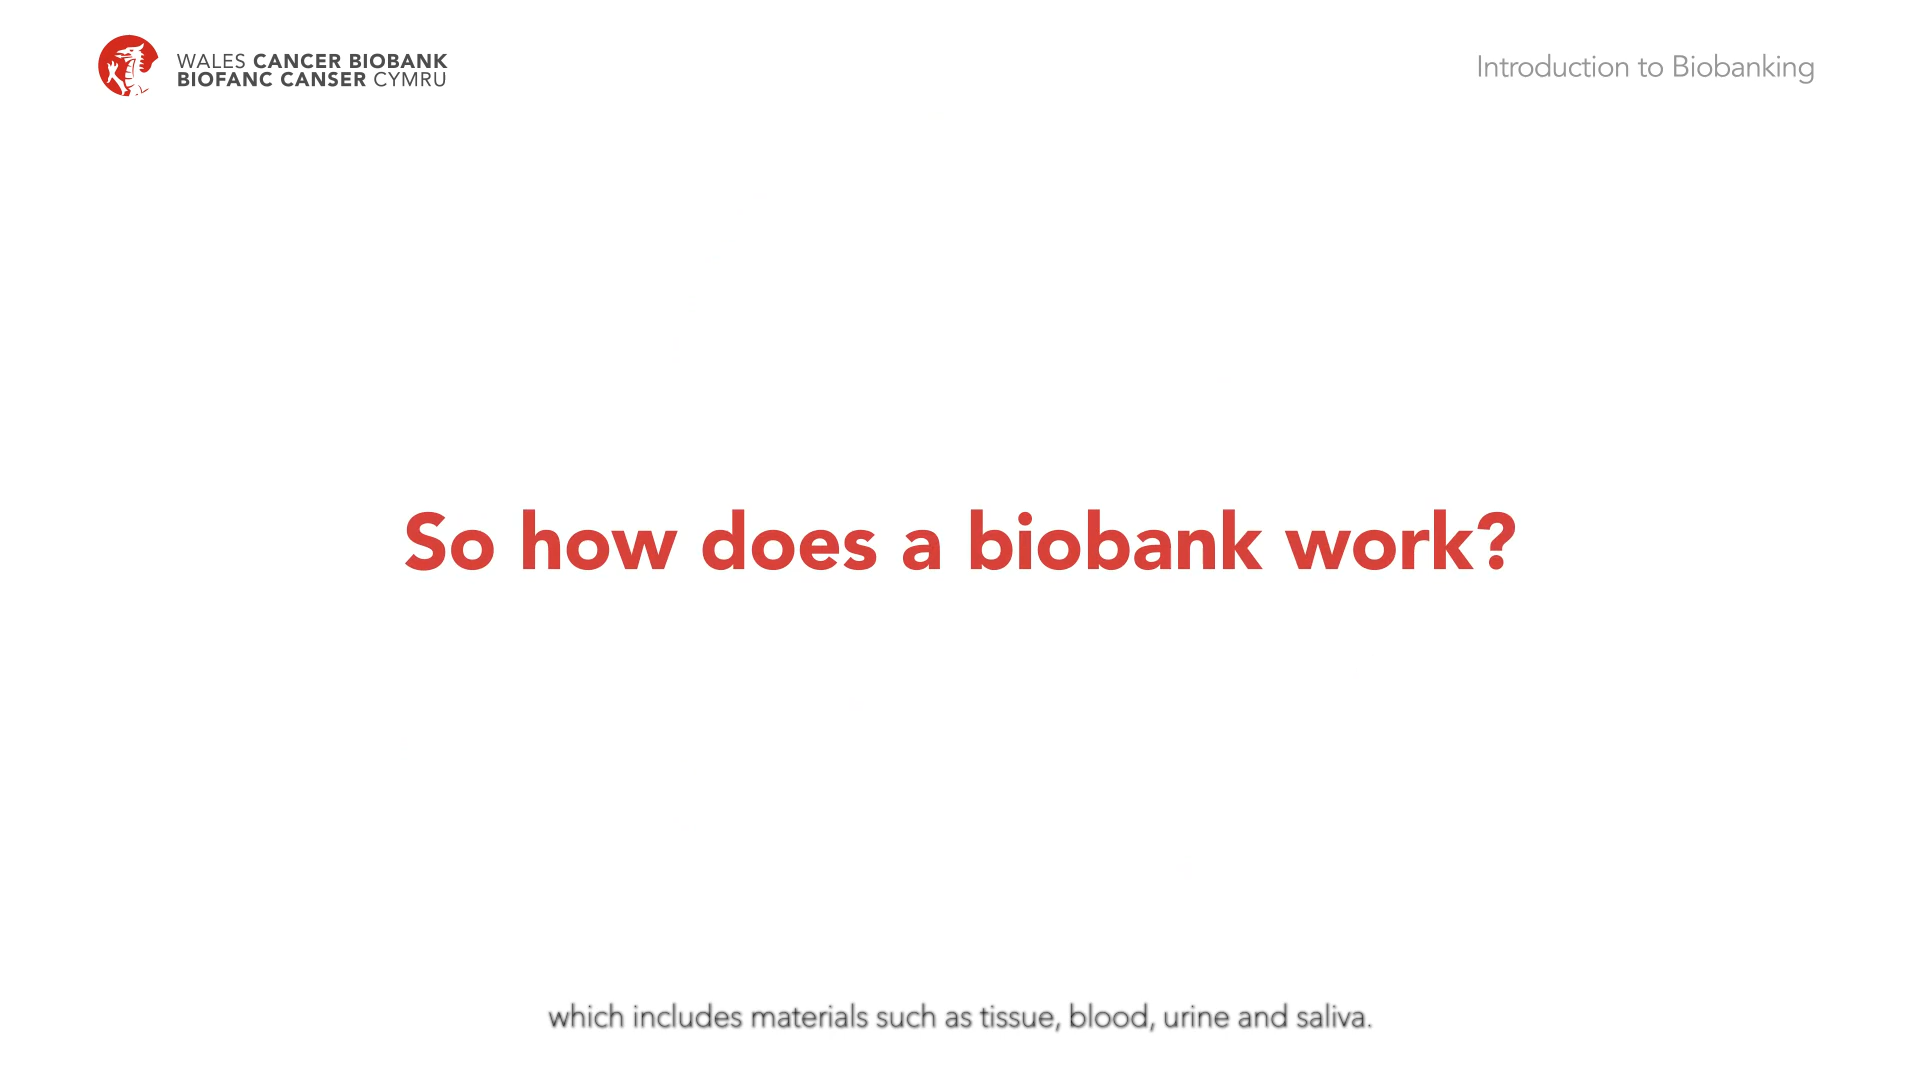 WALES CANCER BIOBANK
BIOFANC CANSER CYMRU
Introduction to Biobanking
So how does a biobank work?
which includes materials such as tissue, blood, urine and saliva.